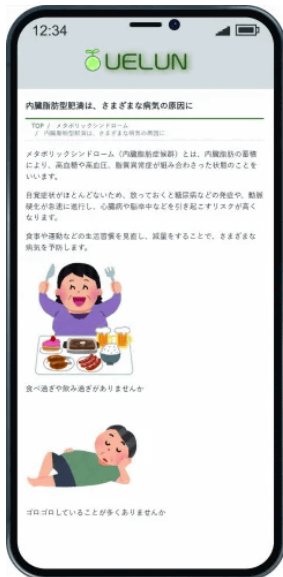 12:34
UELUN
内臓脂肪型肥満は、さまざまな病気の原因に
TOP / メタボリックシンドローム
/ 内臓脂肪型肥満は、さまざまな病気の原因に
メタボリックシンドローム（内臓脂肪症候群）とは、内臓脂肪の蓄積
により、高血糖や高血圧、脂質異常症が組み合わさった状態のことを
いいます。
自覚症状がほとんどないため、放っておくと糖尿病などの発症や、動脈
硬化が急速に進行し、心臓病や脳卒中などを引き起こすリスクが高く
なります。
食事や運動などの生活習慣を見直し、減量をすることで、さまざまな
病気を予防します。
食べ過ぎや飲み過ぎがありませんか
ゴロゴロしていることが多くありませんか